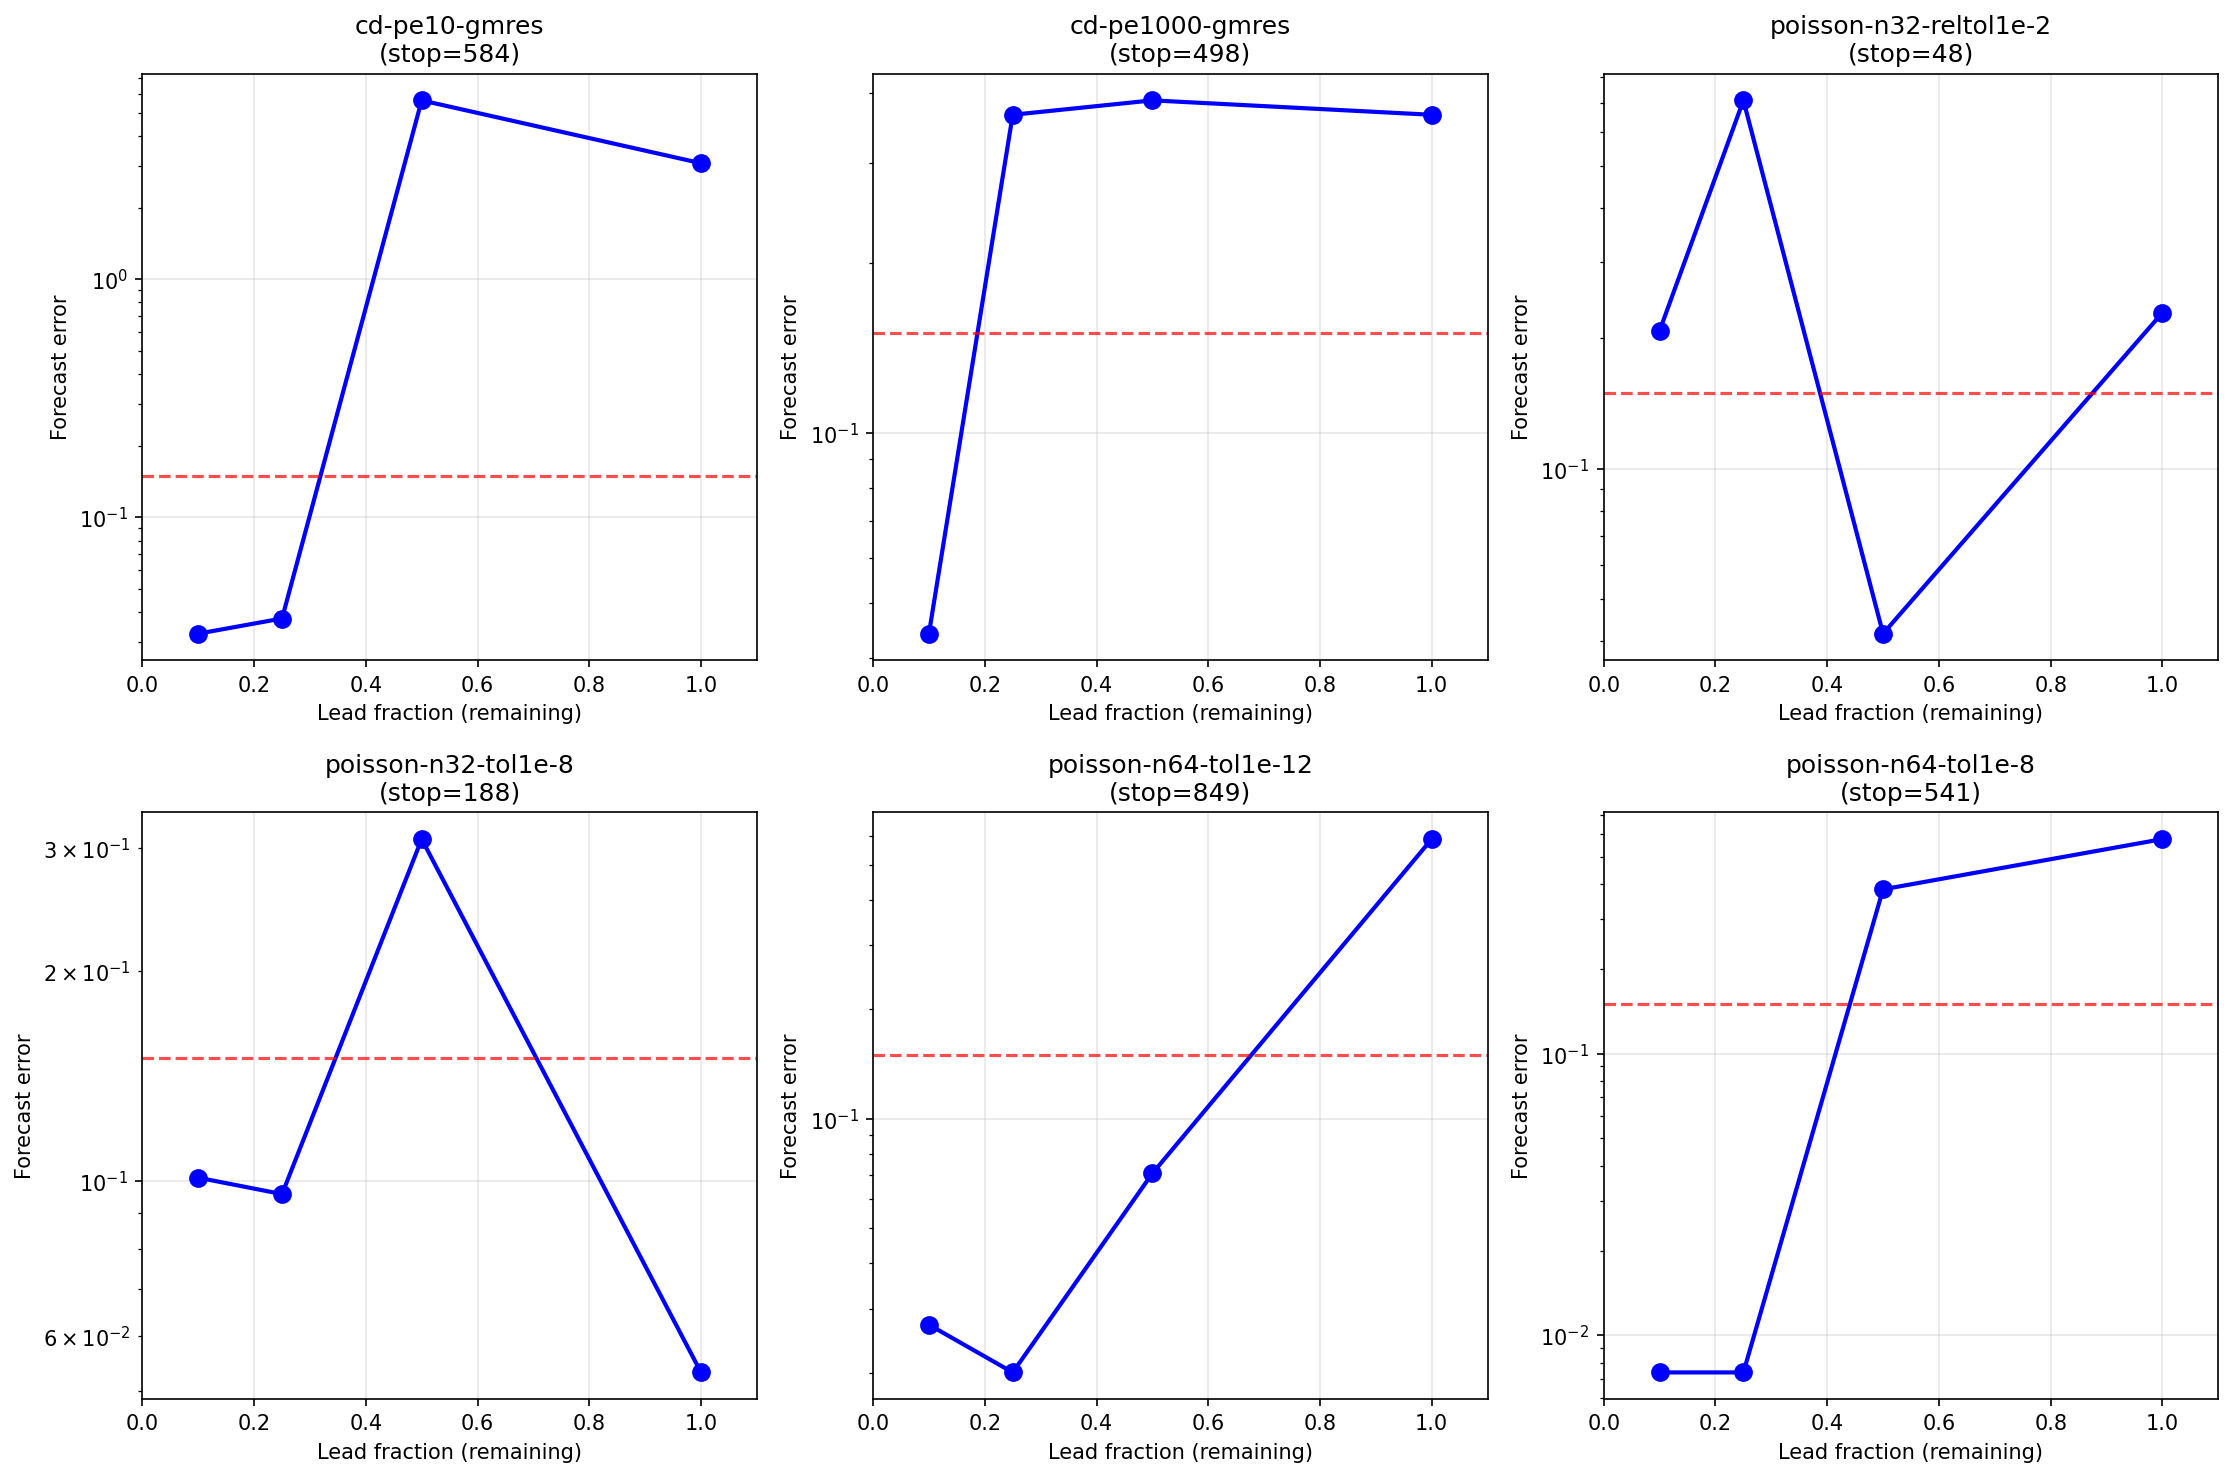 cd-pe10-gmres
(stop=584)
10⁰
10⁻¹
Forecast error
0.0 0.2 0.4 0.6 0.8 1.0
Lead fraction (remaining)
cd-pe1000-gmres
(stop=498)
10⁻¹
Forecast error
0.0 0.2 0.4 0.6 0.8 1.0
Lead fraction (remaining)
poisson-n32-reltol1e-2
(stop=48)
10⁻¹
Forecast error
0.0 0.2 0.4 0.6 0.8 1.0
Lead fraction (remaining)
poisson-n32-tol1e-8
(stop=188)
3 × 10⁻¹
2 × 10⁻¹
10⁻¹
6 × 10⁻²
Forecast error
0.0 0.2 0.4 0.6 0.8 1.0
Lead fraction (remaining)
poisson-n64-tol1e-12
(stop=849)
10⁻¹
Forecast error
0.0 0.2 0.4 0.6 0.8 1.0
Lead fraction (remaining)
poisson-n64-tol1e-8
(stop=541)
10⁻¹
10⁻²
Forecast error
0.0 0.2 0.4 0.6 0.8 1.0
Lead fraction (remaining)